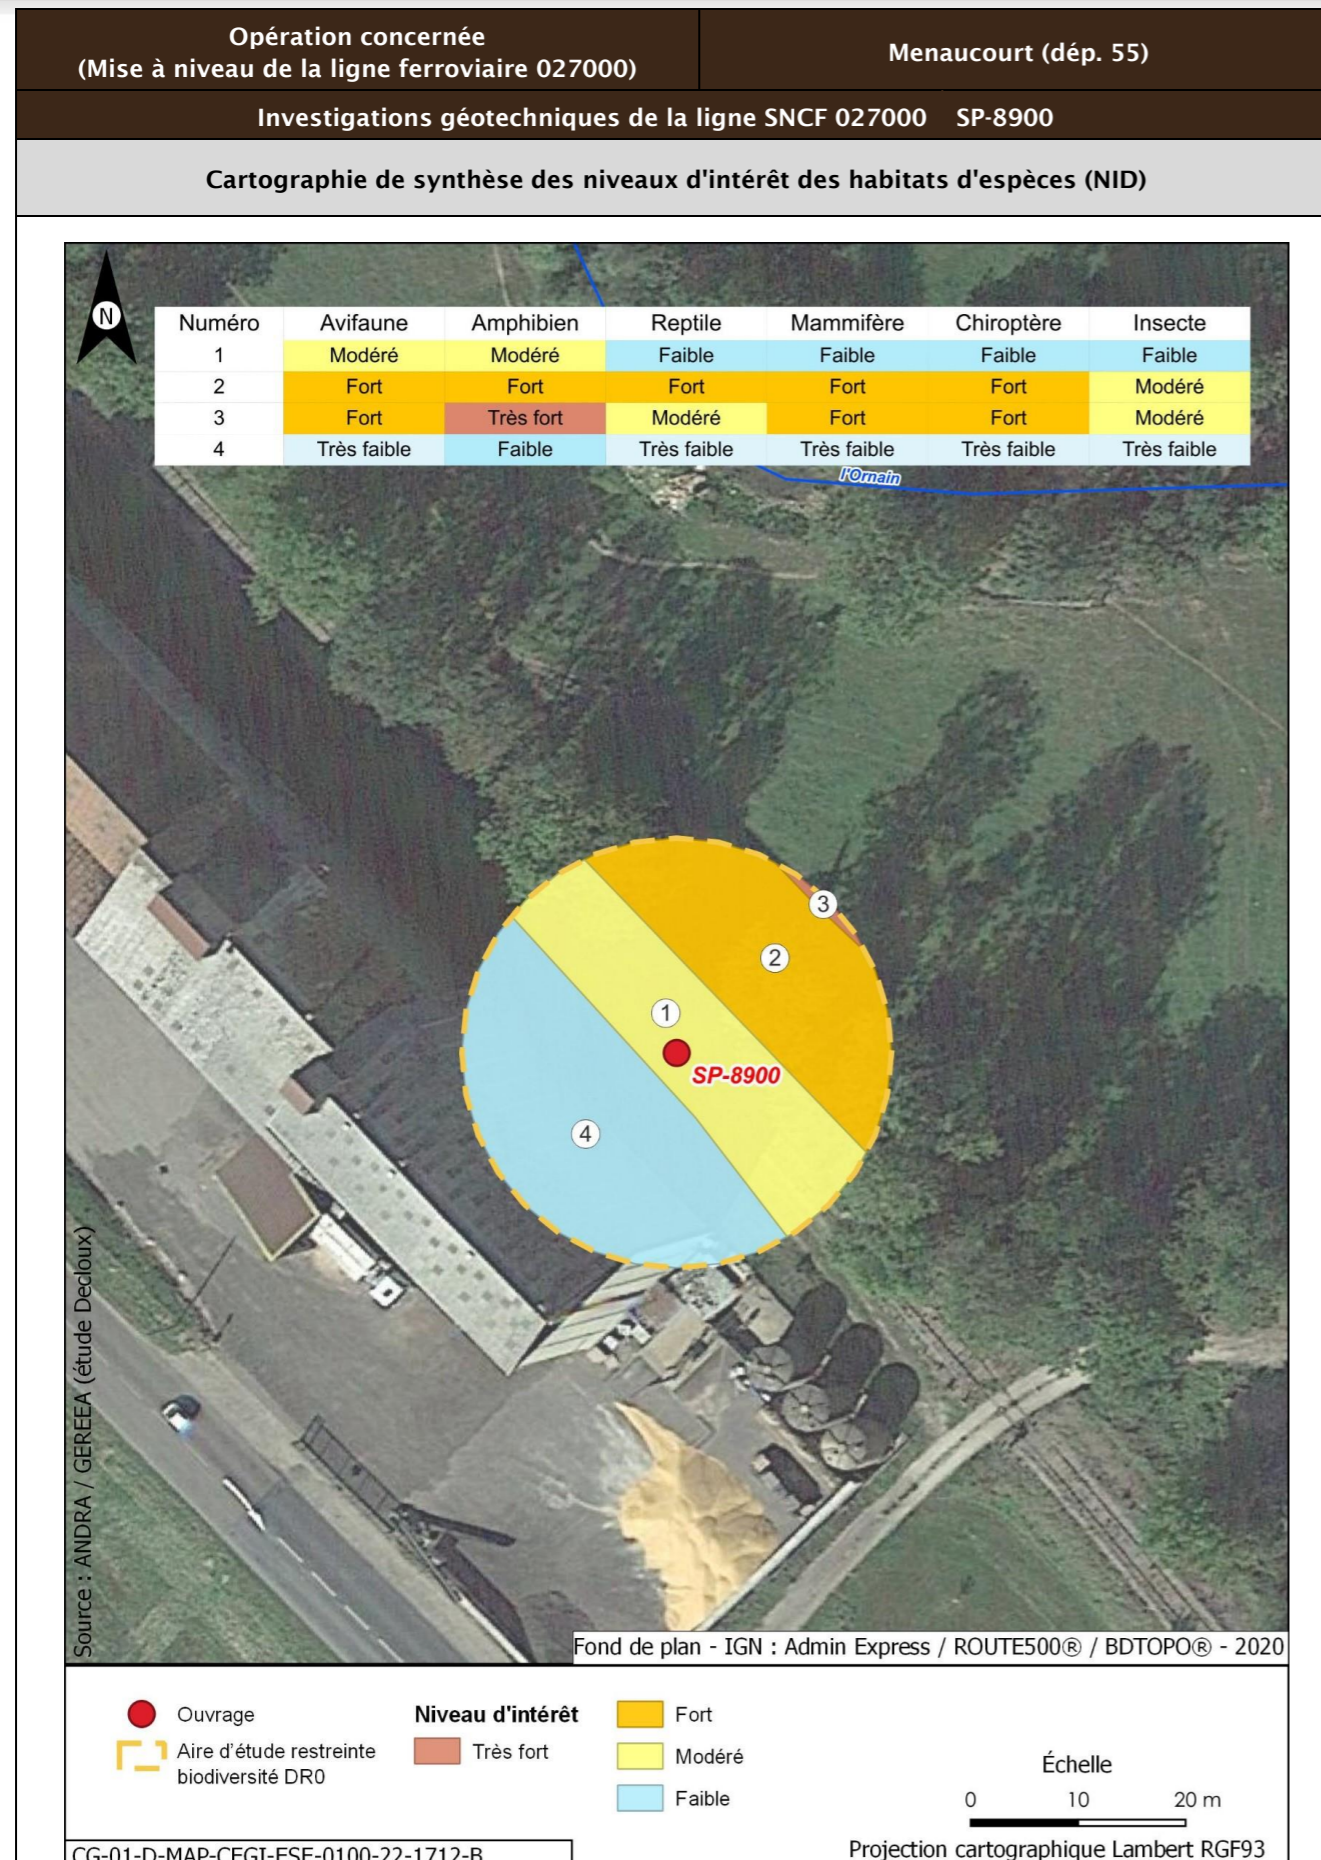 Opération concernée
(Mise à niveau de la ligne ferroviaire 027000)
Menaucourt (dép. 55)
Investigations géotechniques de la ligne SNCF 027000 SP-8900
Cartographie de synthèse des niveaux d'intérêt des habitats d'espèces (NID)
N
Numéro Avifaune Amphibien Reptile Mammifère Chiroptère Insecte
1 Modéré Modéré Faible Faible Faible Faible
2 Fort Fort Fort Fort Fort Modéré
3 Fort Très fort Modéré Fort Fort Modéré
4 Très faible Faible Très faible Très faible Très faible Très faible
l'Ornain
3
2
1
SP-8900
4
Source : ANDRA / GEREEA (étude Decloux)
Fond de plan - IGN : Admin Express / ROUTE500® / BDTOPO® - 2020
Ouvrage
Aire d'étude restreinte
biodiversité DR0
Niveau d'intérêt
Très fort
Fort
Modéré
Faible
Échelle
0 10 20 m
Projection cartographique Lambert RGF93
CG-01-D-MAP-CEGI-ESE-0100-22-1712-B